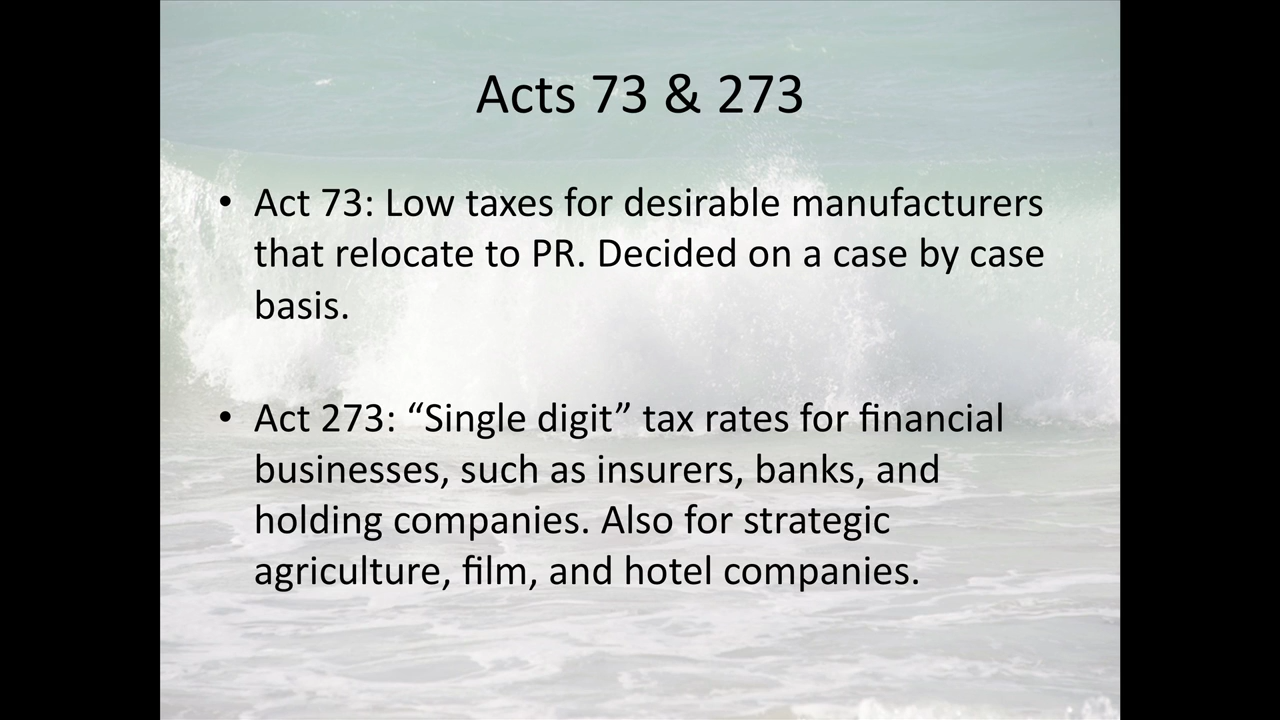 Acts 73 & 273
• Act 73: Low taxes for desirable manufacturers
that relocate to PR. Decided on a case by case
basis.
• Act 273: “Single digit” tax rates for financial
businesses, such as insurers, banks, and
holding companies. Also for strategic
agriculture, film, and hotel companies.